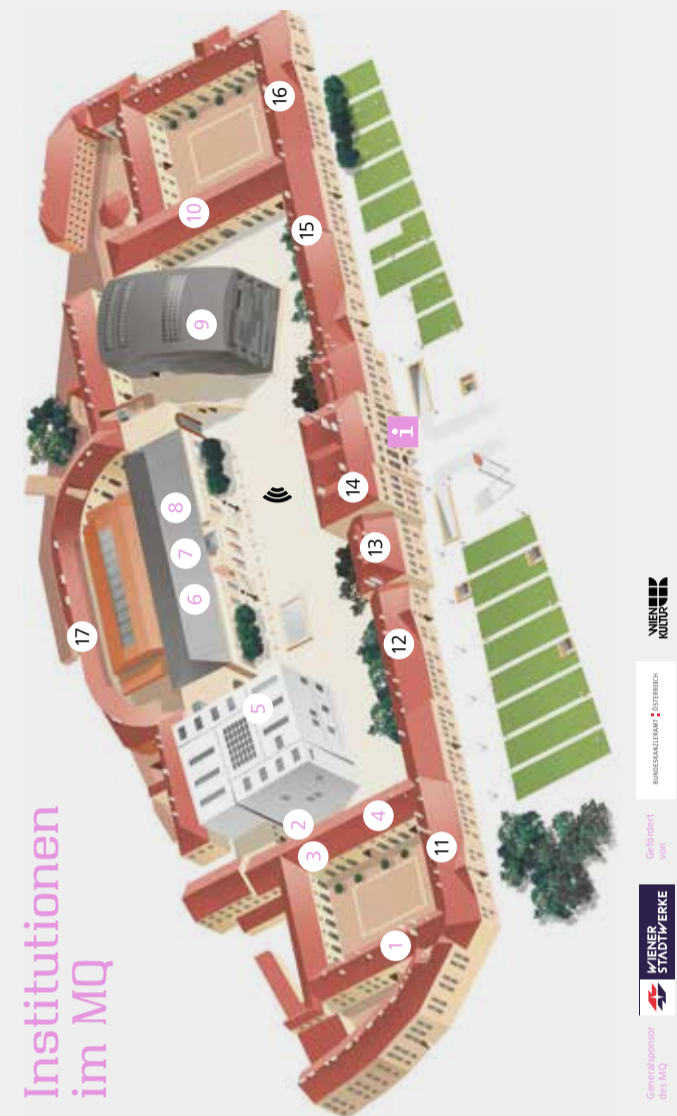 Institutionen
im MQ
1
2
3
4
5
6
7
8
9
10
11
12
13
14
15
16
17
i
Generalsponsor
des MQ
WIENER
STADTWERKE
Gefördert
von
BUNDESKANZLERAMT ÖSTERREICH
WIEN
KULTUR